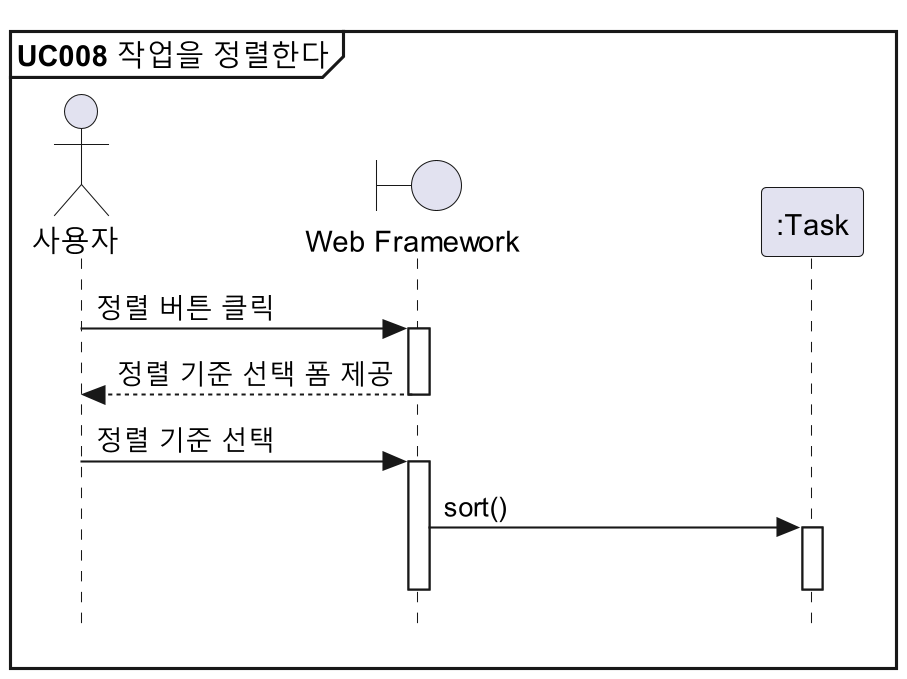 UC008 작업을 정렬한다
사용자
Web Framework
:Task
정렬 버튼 클릭
정렬 기준 선택 폼 제공
정렬 기준 선택
sort()